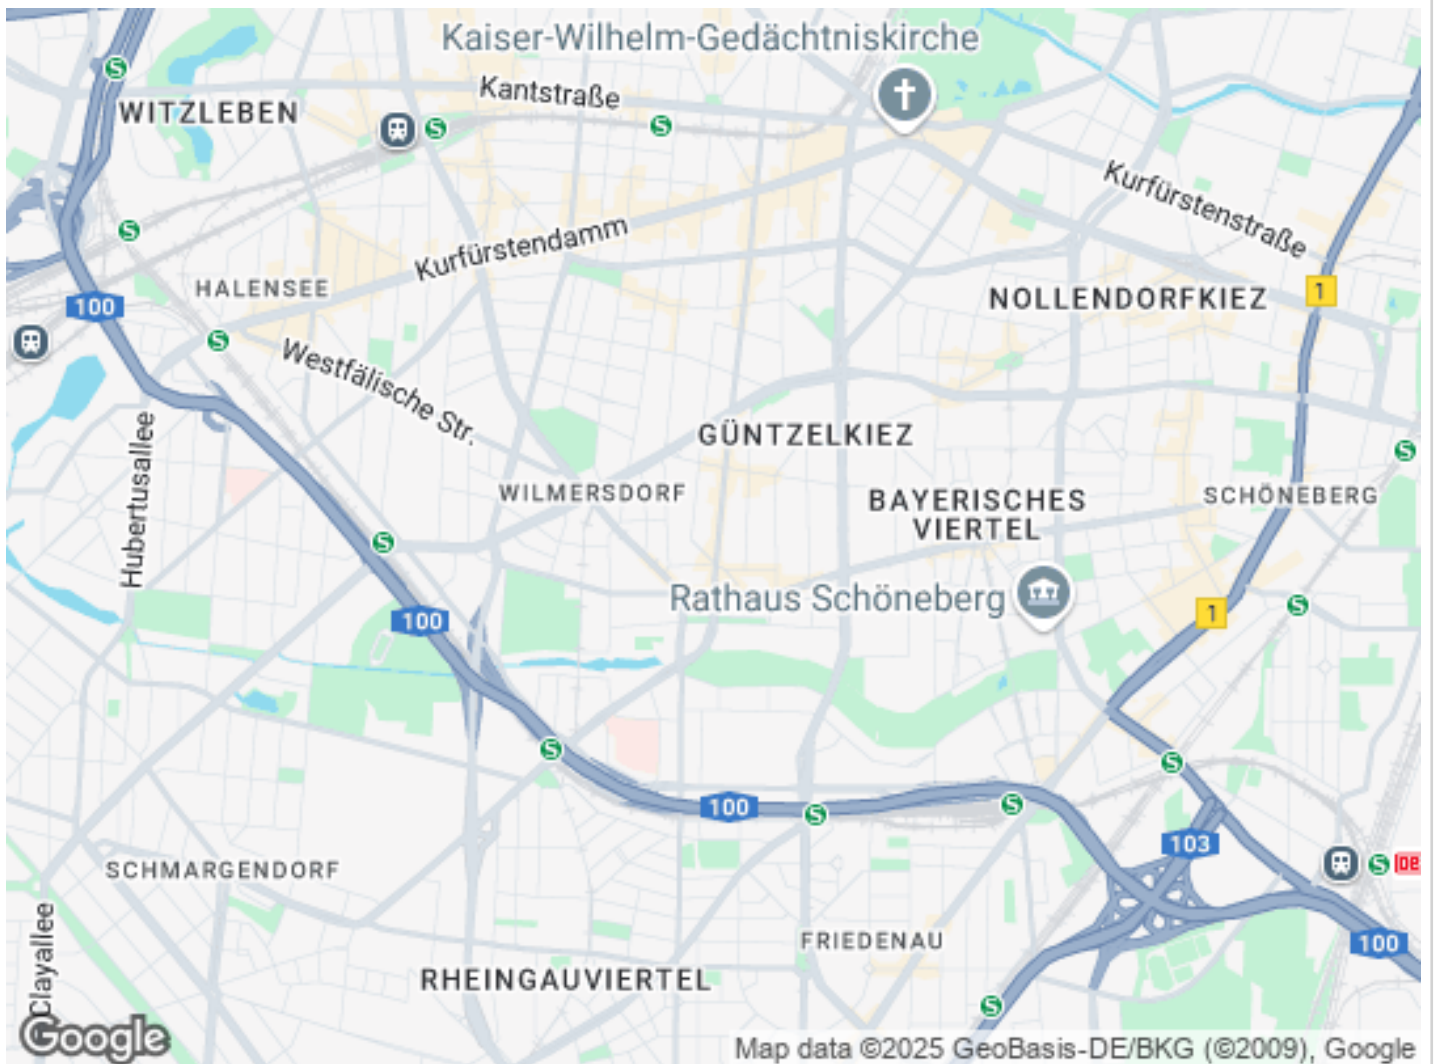 Kaiser-Wilhelm-Gedächtniskirche
S
Kantstraße
WITZLEBEN
S
S
Kurfürstenstraße
S
Kurfürstendamm
HALENSEE
NOLLENDORFKIEZ
1
100
S
Westfälische Str.
Hubertusallee
GÜNTZELKIEZ
S
WILMERSDORF
BAYERISCHES
VIERTEL
SCHÖNEBERG
S
Rathaus Schöneberg
S
1
100
S
S
100
S
S
103
SCHMARGENDORF
S
FRIEDENAU
100
Clayallee
RHEINGAUVIERTEL
S
Google
Map data ©2025 GeoBasis-DE/BKG (©2009), Google